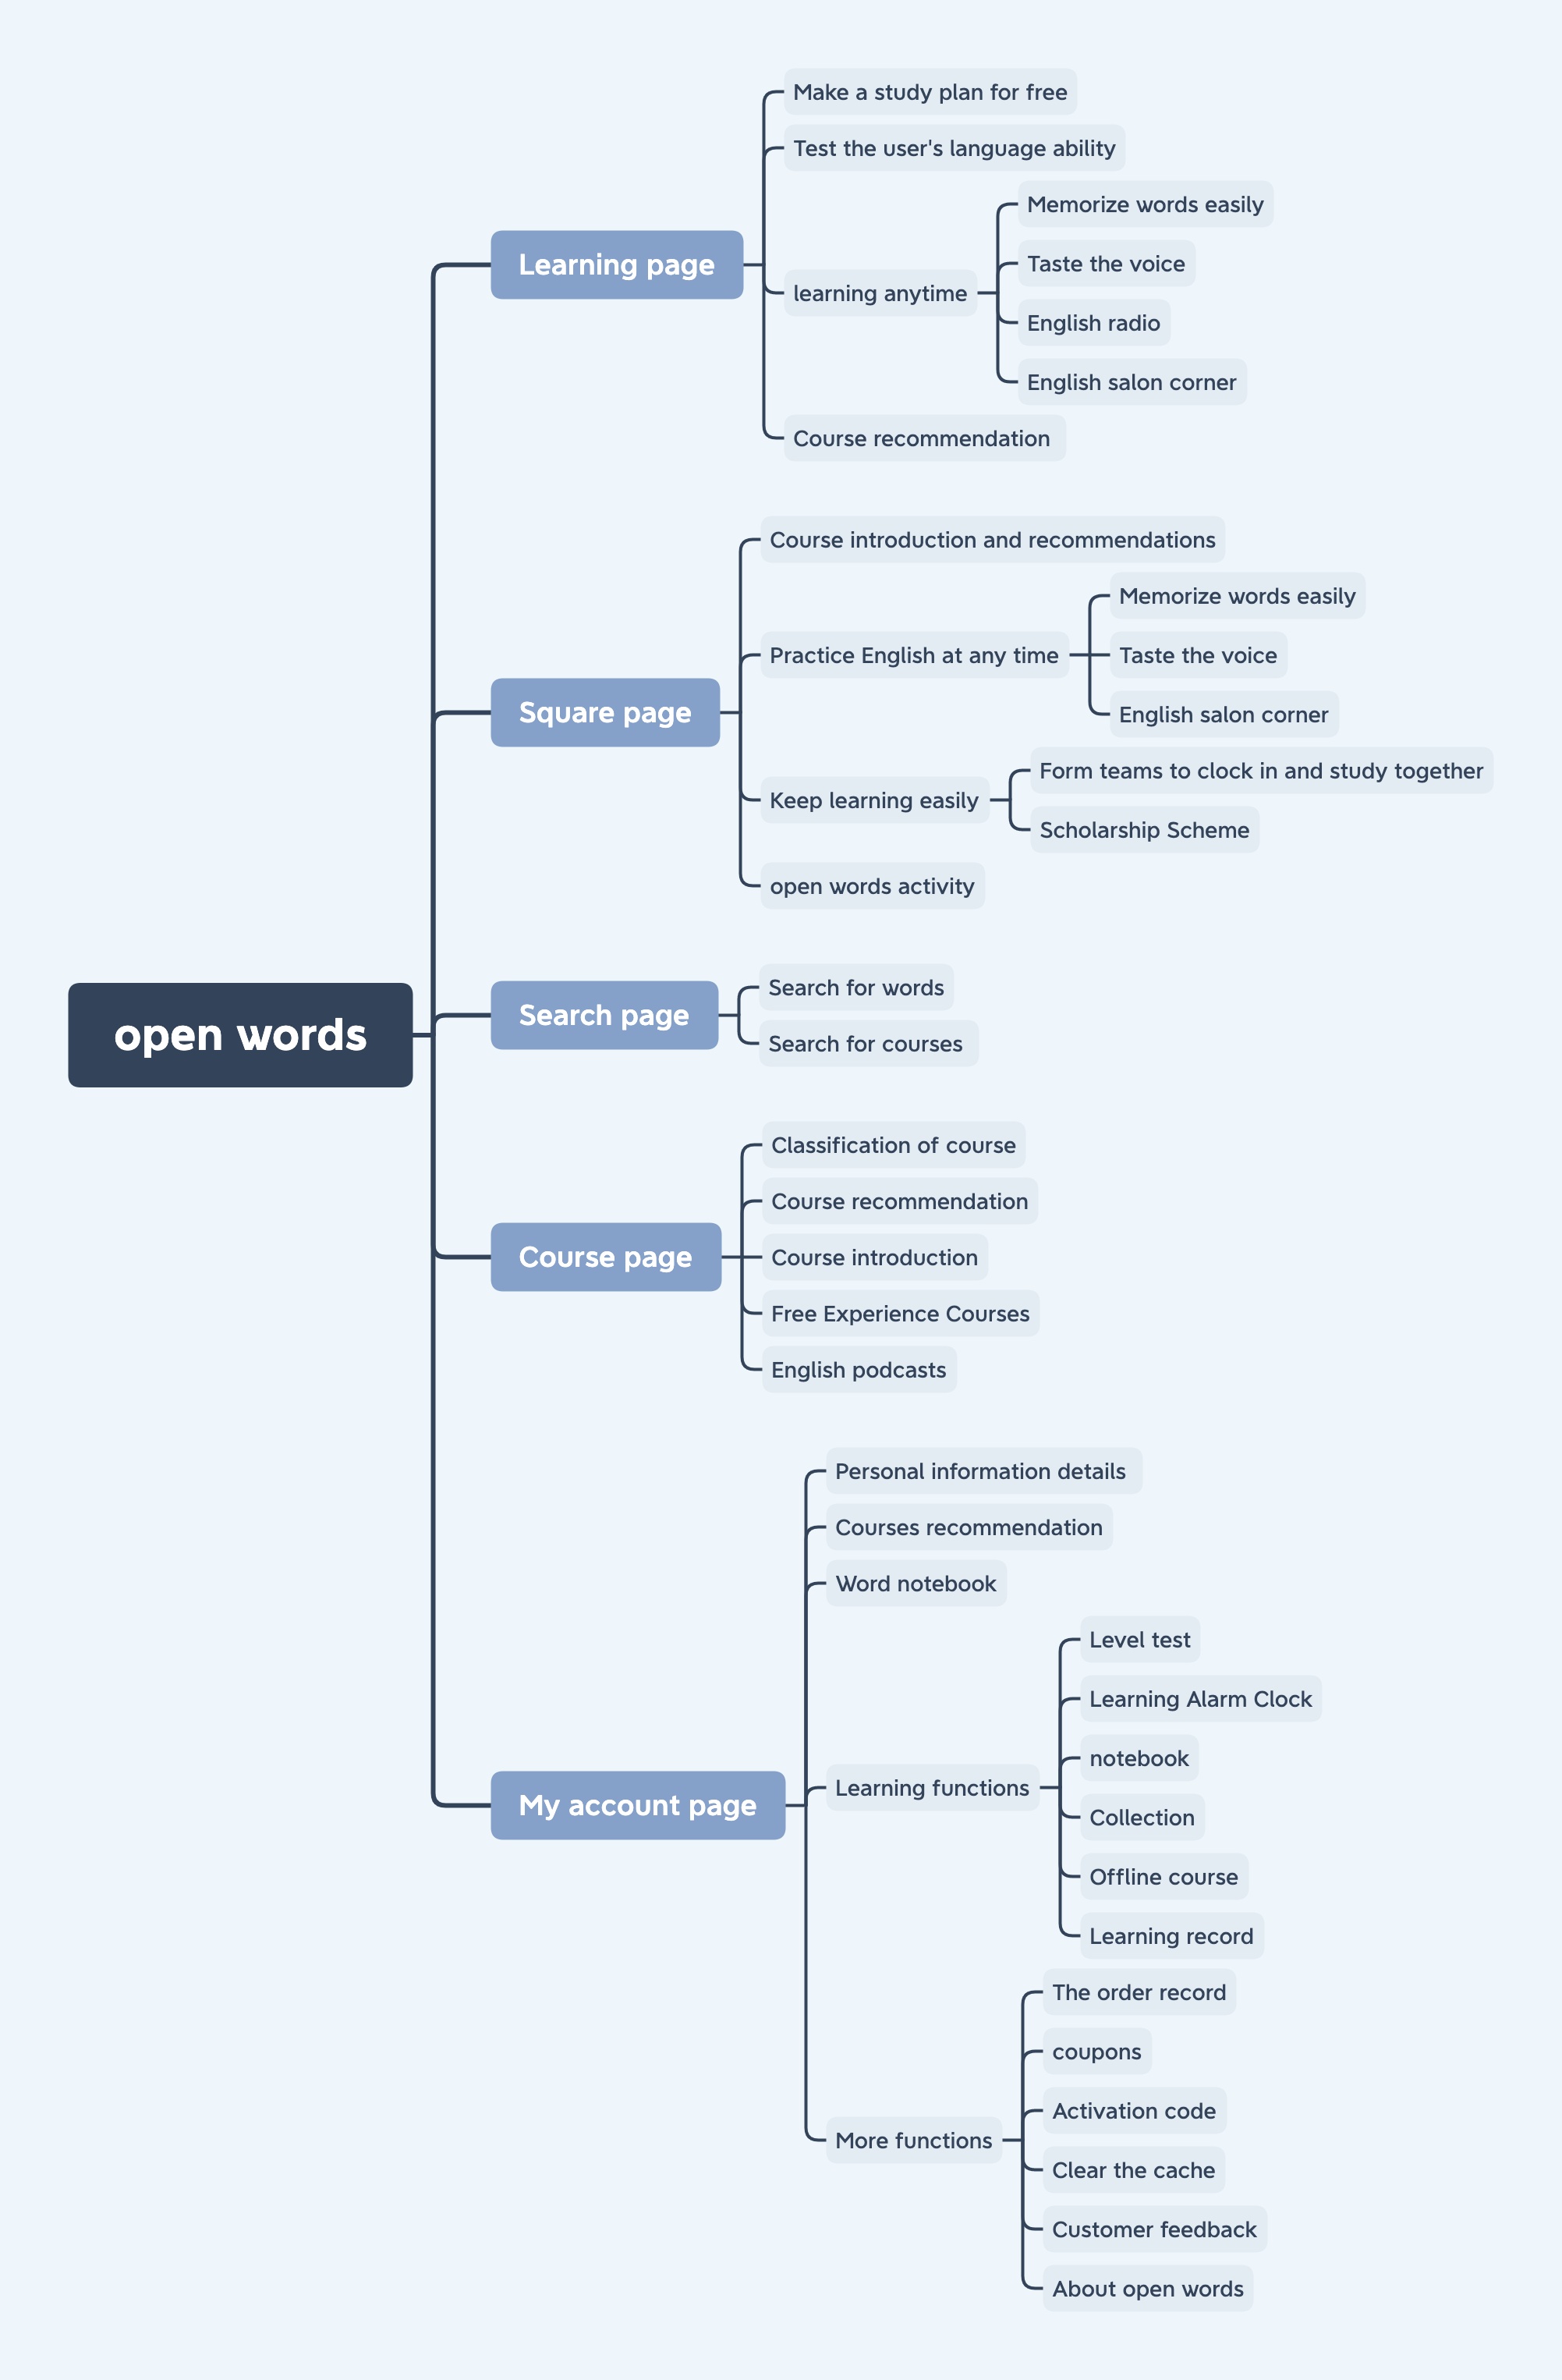 open words
Learning page
Make a study plan for free
Test the user's language ability
learning anytime
Memorize words easily
Taste the voice
English radio
English salon corner
Course recommendation
Square page
Course introduction and recommendations
Practice English at any time
Memorize words easily
Taste the voice
English salon corner
Keep learning easily
Form teams to clock in and study together
Scholarship Scheme
open words activity
Search page
Search for words
Search for courses
Course page
Classification of course
Course recommendation
Course introduction
Free Experience Courses
English podcasts
My account page
Personal information details
Courses recommendation
Word notebook
Learning functions
Level test
Learning Alarm Clock
notebook
Collection
Offline course
Learning record
More functions
The order record
coupons
Activation code
Clear the cache
Customer feedback
About open words